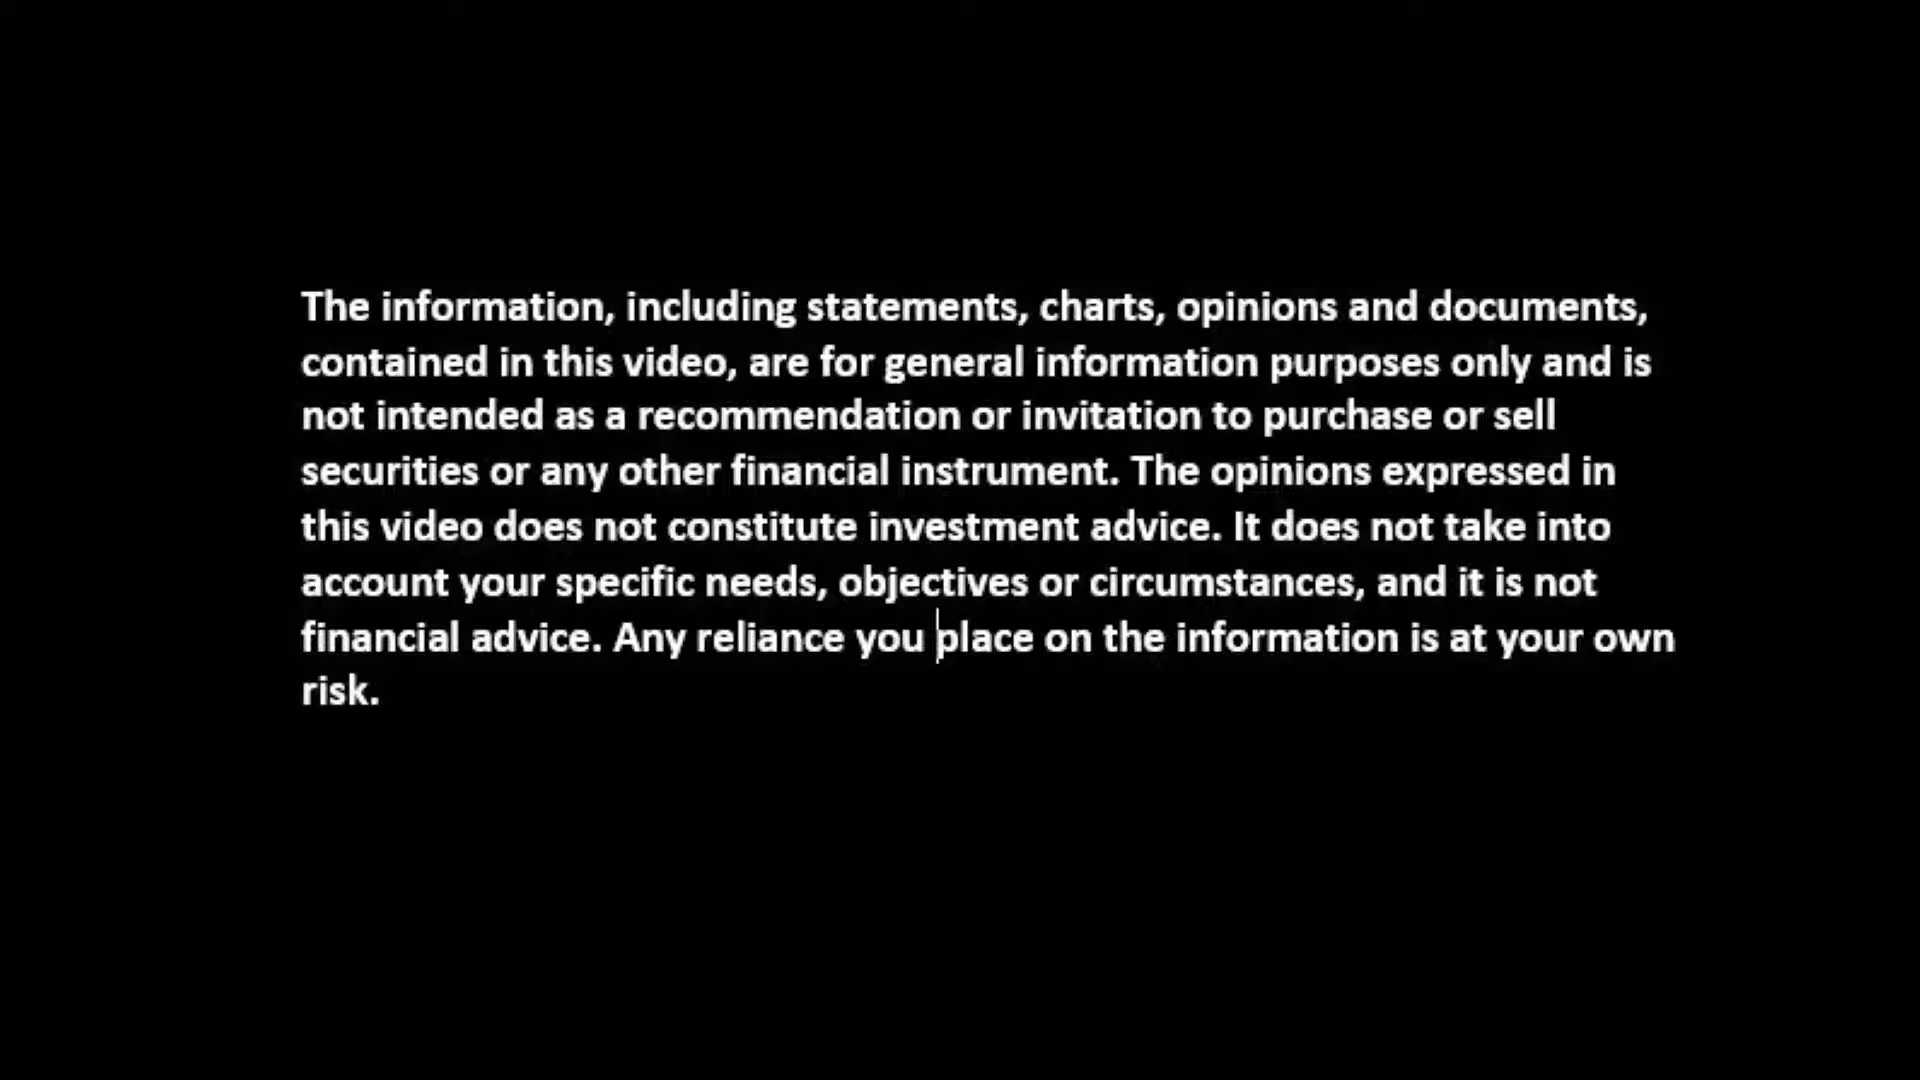 The information, including statements, charts, opinions and documents,
contained in this video, are for general information purposes only and is
not intended as a recommendation or invitation to purchase or sell
securities or any other financial instrument. The opinions expressed in
this video does not constitute investment advice. It does not take into
account your specific needs, objectives or circumstances, and it is not
financial advice. Any reliance you place on the information is at your own
risk.